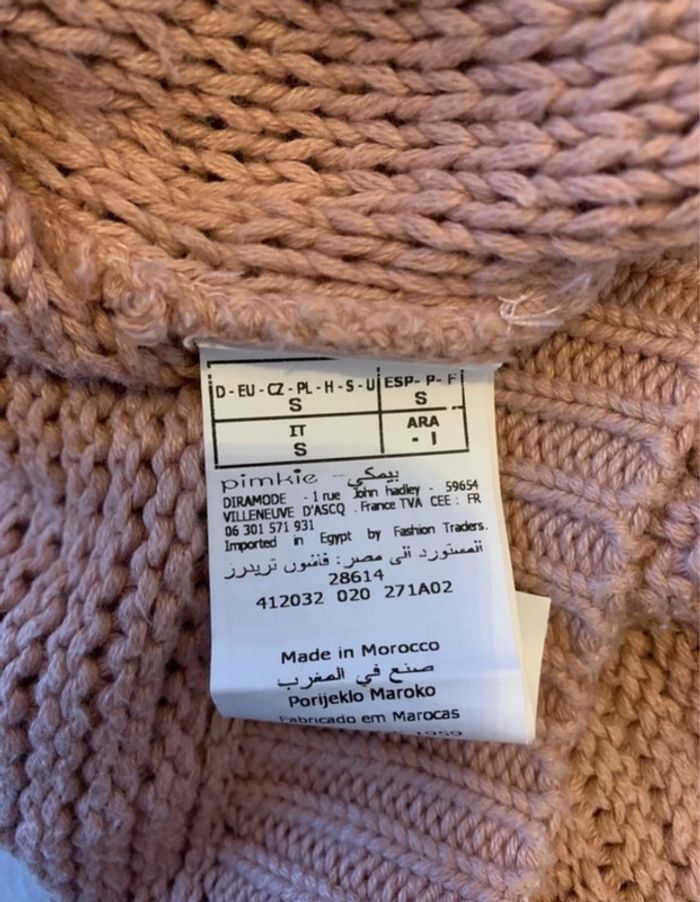 D - EU - CZ - PL - H - S - U ESP - P - F
S S
IT ARA
S - I
pimkie - بيمكي
DIRAMODE - 1 rue John hadley - 59654
VILLENEUVE D'ASCQ . France TVA CEE : FR
06 301 571 931
Imported in Egypt by Fashion Traders.
المستورد الى مصر : فاشون تريدرز
28614
412032 020 271A02
Made in Morocco
صنع في المغرب
Porijeklo Maroko
Fabricado em Marocas